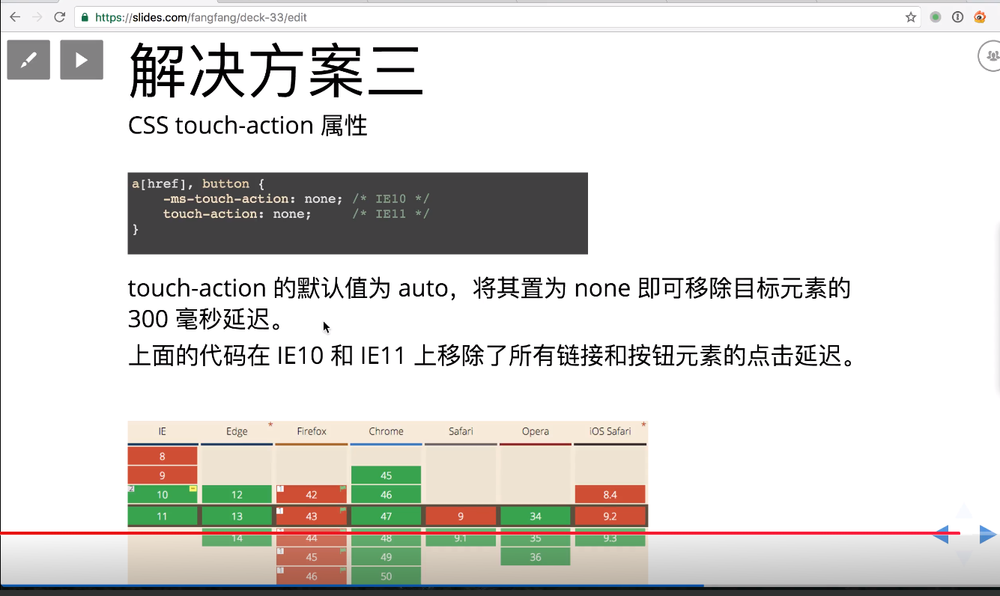 https://slides.com/fangfang/deck-33/edit
解决方案三
CSS touch-action 属性
a[href], button {
-ms-touch-action: none; /* IE10 */
touch-action: none; /* IE11 */
}
touch-action 的默认值为 auto，将其置为 none 即可移除目标元素的
300 毫秒延迟。
上面的代码在 IE10 和 IE11 上移除了所有链接和按钮元素的点击延迟。
IE Edge * Firefox Chrome Safari Opera iOS Safari *
8
9 45
2 10 12 1 42 46 8.4
11 13 1 43 47 9 34 9.2
14 44 48 9.1 35 9.3
1 45 49 36
1 46 50